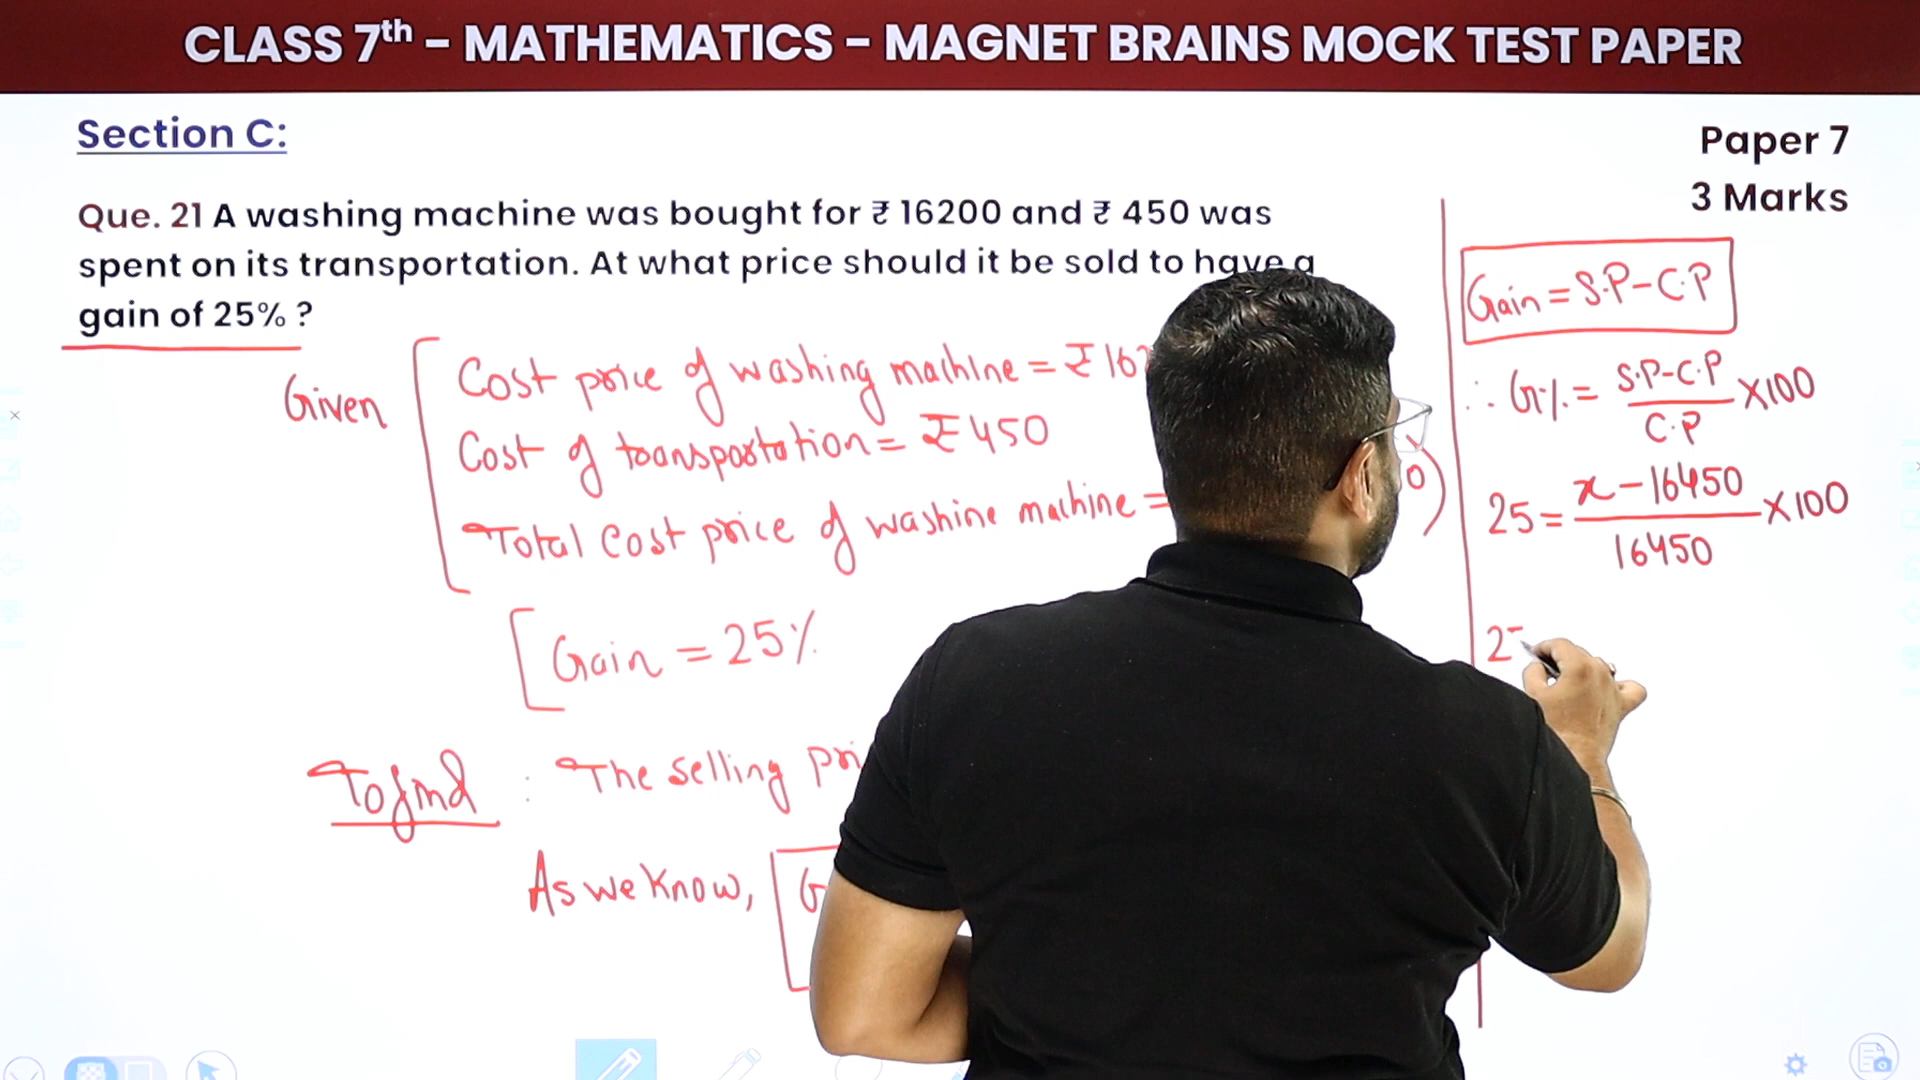 CLASS 7th – MATHEMATICS – MAGNET BRAINS MOCK TEST PAPER
Section C:
Paper 7
3 Marks
Que. 21 A washing machine was bought for ₹ 16200 and ₹ 450 was
spent on its transportation. At what price should it be sold to have a
gain of 25% ?
Given
Cost price of washing machine = ₹ 16
Cost of transportation = ₹ 450
Total Cost price of washine machine =
0)
Gain = 25%
To find : The selling pri
As we know, G
Gain = S.P - C.P
∴ G% = S.P-C.P / C.P × 100
25 = x - 16450 / 16450 × 100
2